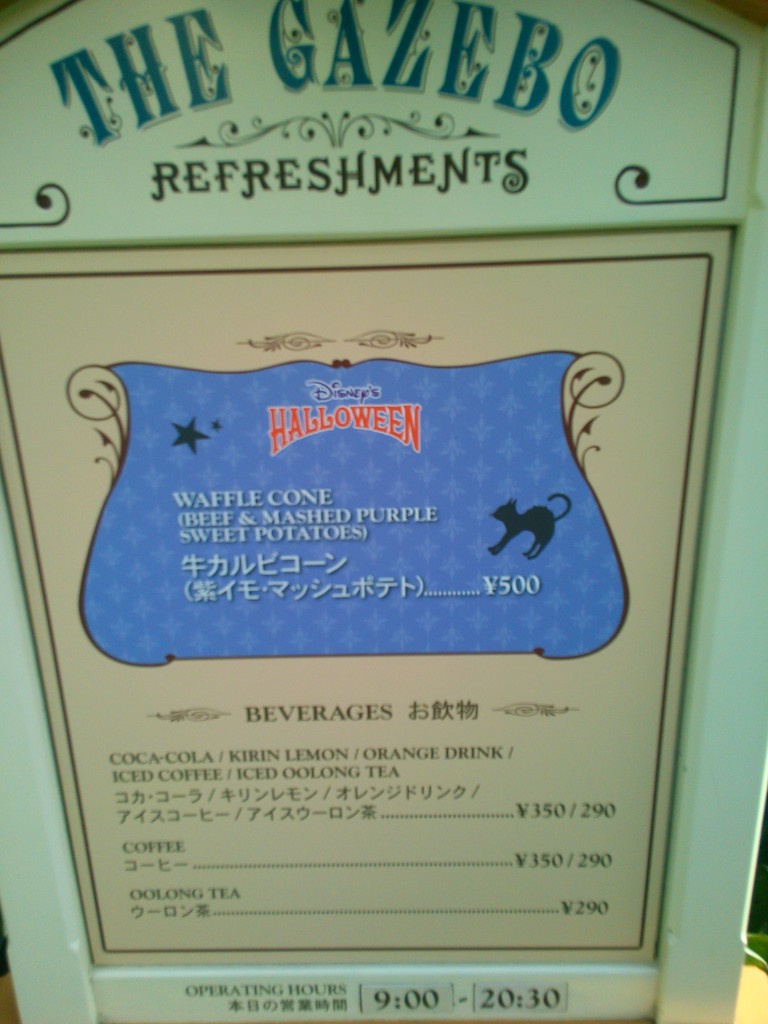 THE GAZEBO
REFRESHMENTS
Disney's
HALLOWEEN
WAFFLE CONE
(BEEF & MASHED PURPLE
SWEET POTATOES)
牛カルビコーン
(紫イモ・マッシュポテト)............¥500
BEVERAGES お飲物
COCA-COLA / KIRIN LEMON / ORANGE DRINK /
ICED COFFEE / ICED OOLONG TEA
コカ・コーラ / キリンレモン / オレンジドリンク /
アイスコーヒー / アイスウーロン茶..............................¥350 / 290
COFFEE
コーヒー......................................................................¥350 / 290
OOLONG TEA
ウーロン茶..............................................................................¥290
OPERATING HOURS
本日の営業時間
9:00 - 20:30